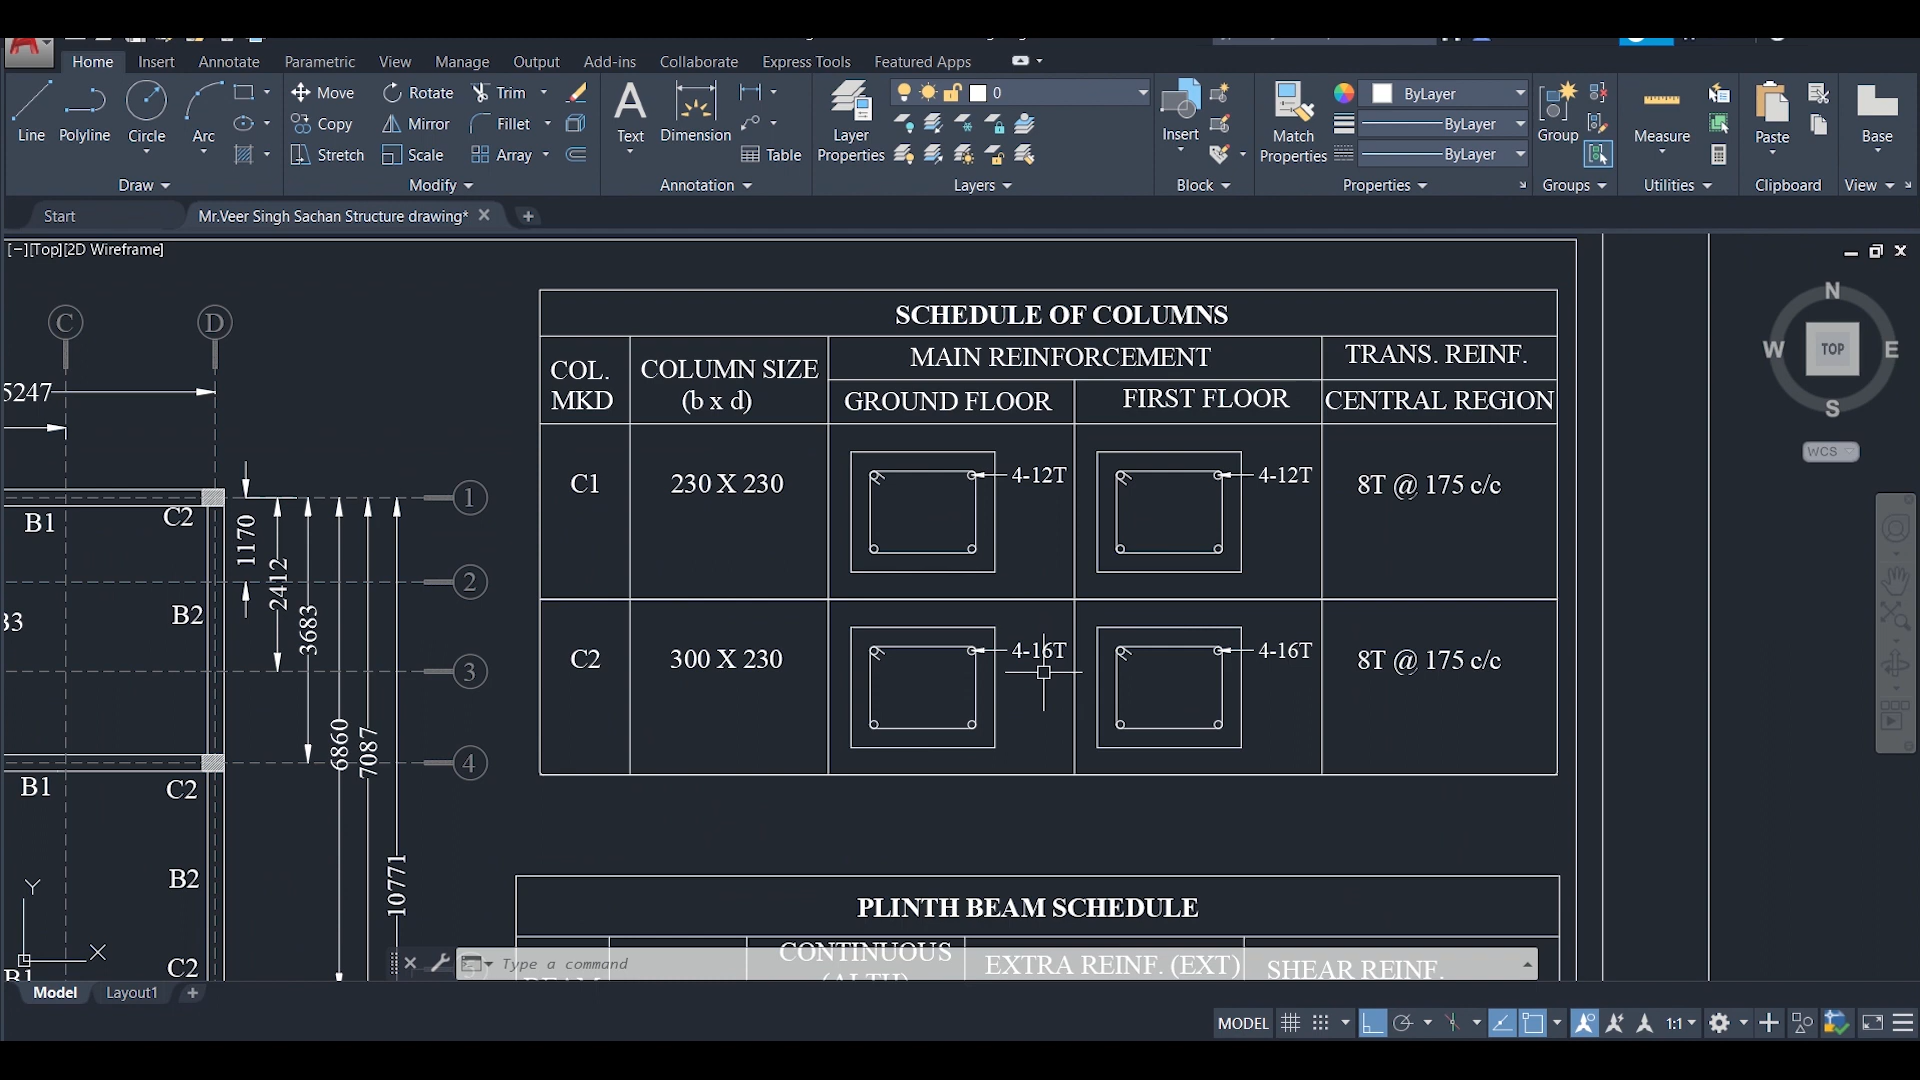 Home Insert Annotate Parametric View Manage Output Add-ins Collaborate Express Tools Featured Apps
Line Polyline Circle Arc
Move Rotate Trim
Copy Mirror Fillet
Stretch Scale Array
Text Dimension
Table
Layer Properties
0
Insert
Match Properties
ByLayer
ByLayer
ByLayer
Group
Measure
Paste
Base
Draw Modify Annotation Layers Block Properties Groups Utilities Clipboard View
Start Mr.Veer Singh Sachan Structure drawing*
[−][Top][2D Wireframe]
N
W TOP E
S
WCS
C D
5247
1
2
3
4
B1 C2
B2
C2
B1
B2
C2
B1
1170
2412
3683
6860
7087
10771
SCHEDULE OF COLUMNS
COL. MKD
COLUMN SIZE (b x d)
MAIN REINFORCEMENT
TRANS. REINF.
GROUND FLOOR FIRST FLOOR CENTRAL REGION
C1 230 X 230 4-12T 4-12T 8T @ 175 c/c
C2 300 X 230 4-16T 4-16T 8T @ 175 c/c
PLINTH BEAM SCHEDULE
CONTINUOUS
EXTRA REINF. (EXT) SHEAR REINF.
Type a command
Y
X
Model Layout1
MODEL 1:1